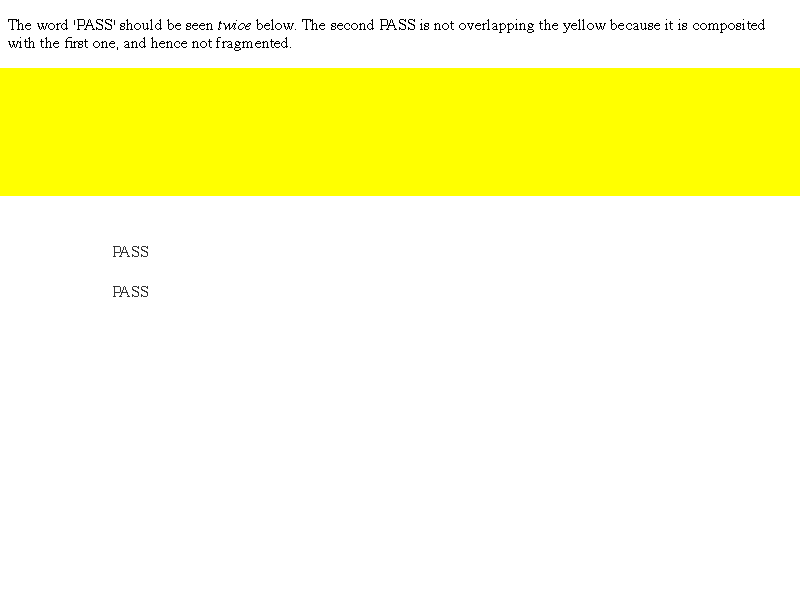 The word 'PASS' should be seen twice below. The second PASS is not overlapping the yellow because it is composited
with the first one, and hence not fragmented.
PASS
PASS